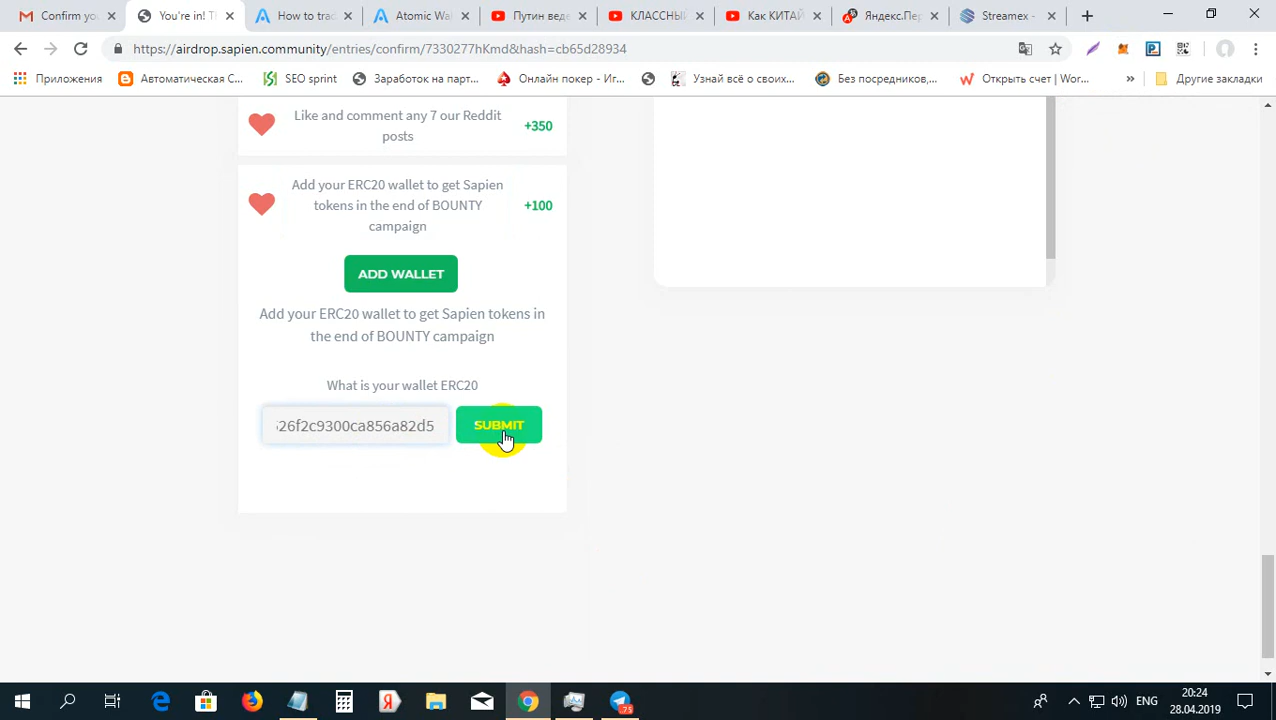 Confirm yo
You're in! T
How to trac
Atomic Wa
Путин веде
КЛАССНЫ
Как КИТАЙ
Яндекс.Пер
Streamex -
https://airdrop.sapien.community/entries/confirm/7330277hKmd&hash=cb65d28934
Приложения
Автоматическая С...
SEO sprint
Заработок на парт...
Онлайн покер - Иг...
Узнай всё о своих...
Без посредников,...
Открыть счет | Wor...
»
Другие закладки
Like and comment any 7 our Reddit
posts
+350
Add your ERC20 wallet to get Sapien
tokens in the end of BOUNTY
campaign
+100
ADD WALLET
Add your ERC20 wallet to get Sapien tokens in
the end of BOUNTY campaign
What is your wallet ERC20
26f2c9300ca856a82d5
SUBMIT
75
ENG
20:24
28.04.2019